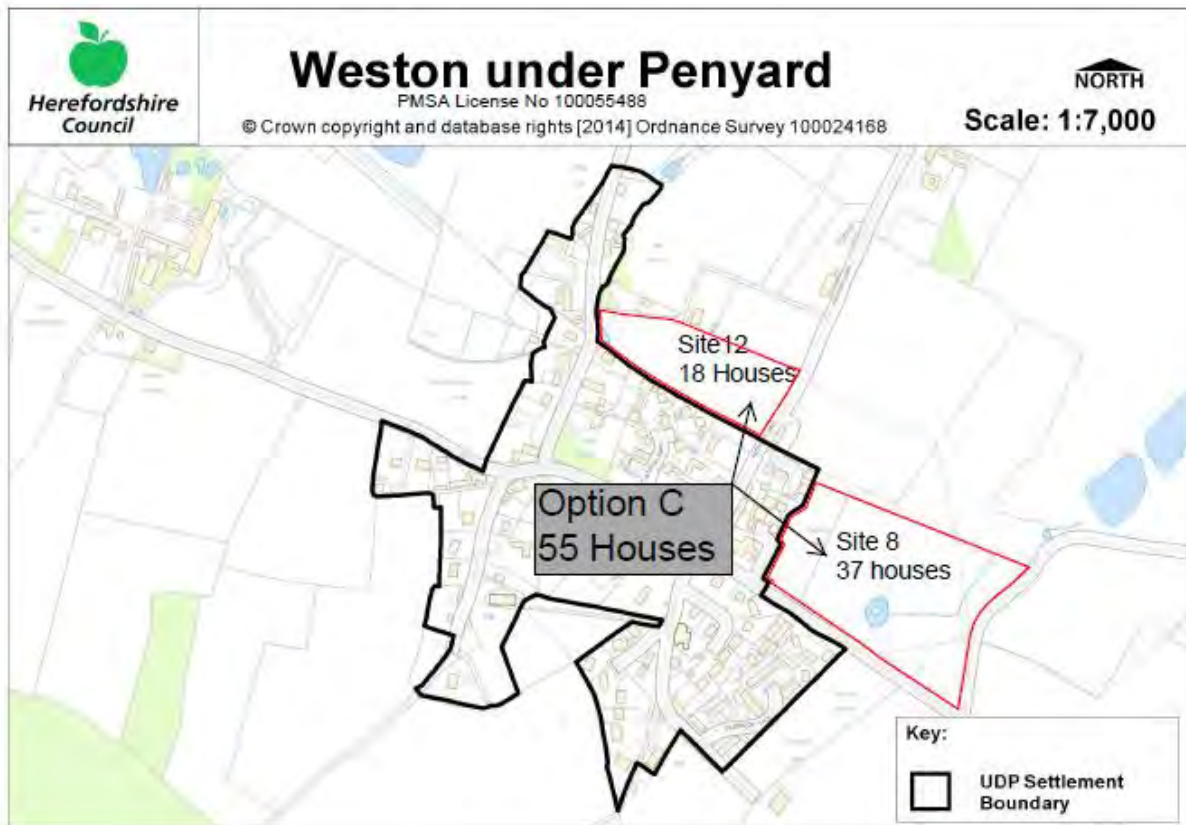 Herefordshire
Council
Weston under Penyard
PMSA License No 100055488
© Crown copyright and database rights [2014] Ordnance Survey 100024168
NORTH
Scale: 1:7,000
Site12
18 Houses
Option C
55 Houses
Site 8
37 houses
Key:
UDP Settlement
Boundary